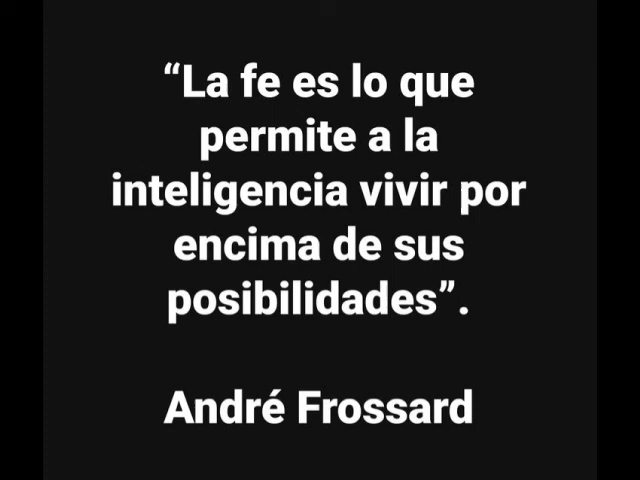 “La fe es lo que
permite a la
inteligencia vivir por
encima de sus
posibilidades”.
André Frossard